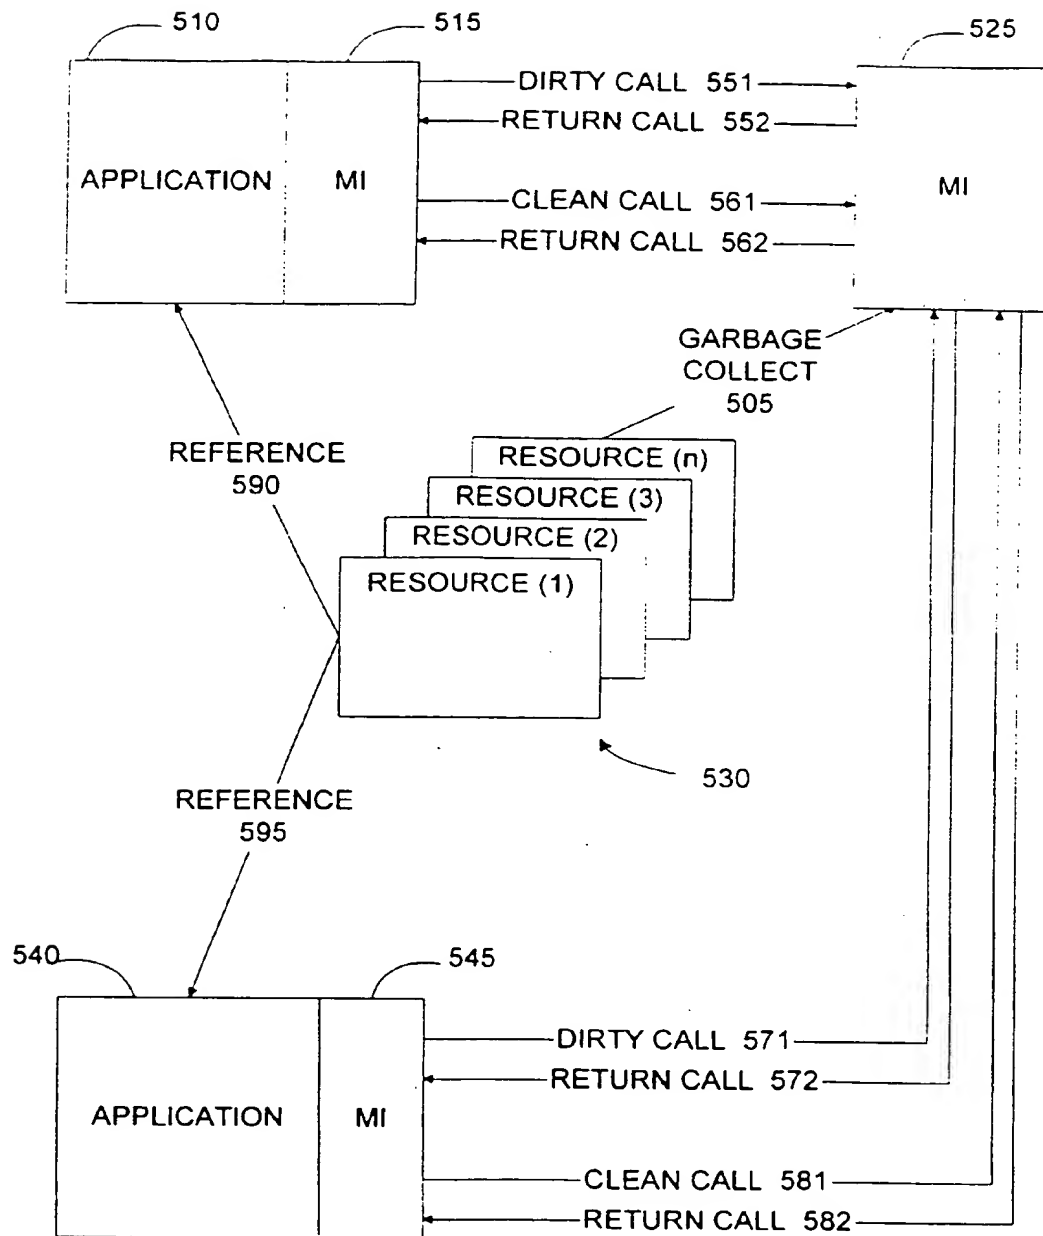 510
515
525
DIRTY CALL 551
RETURN CALL 552
APPLICATION
MI
MI
CLEAN CALL 561
RETURN CALL 562
GARBAGE
COLLECT
505
REFERENCE
590
RESOURCE (n)
RESOURCE (3)
RESOURCE (2)
RESOURCE (1)
530
REFERENCE
595
540
545
DIRTY CALL 571
RETURN CALL 572
APPLICATION
MI
CLEAN CALL 581
RETURN CALL 582